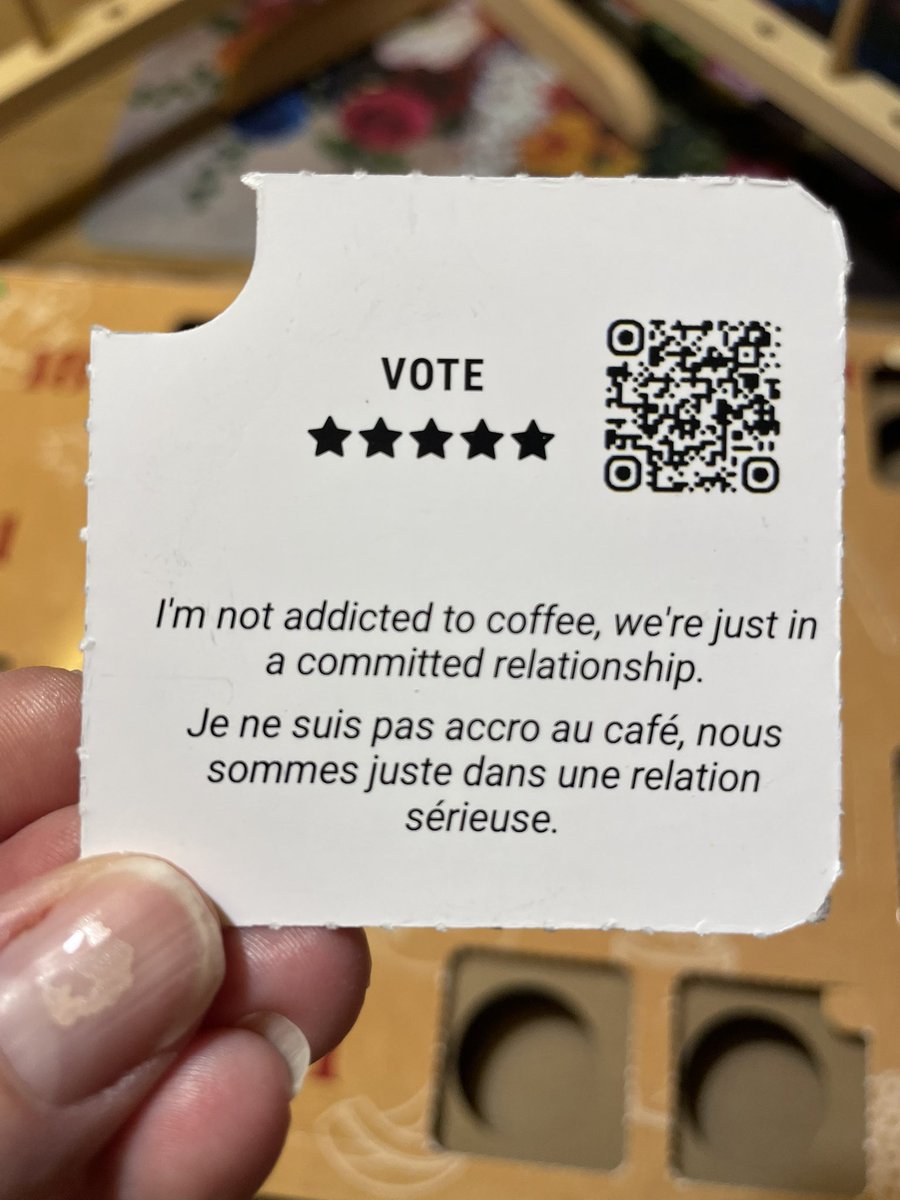 VOTE
★★★★★
I'm not addicted to coffee, we're just in
a committed relationship.
Je ne suis pas accro au café, nous
sommes juste dans une relation
sérieuse.